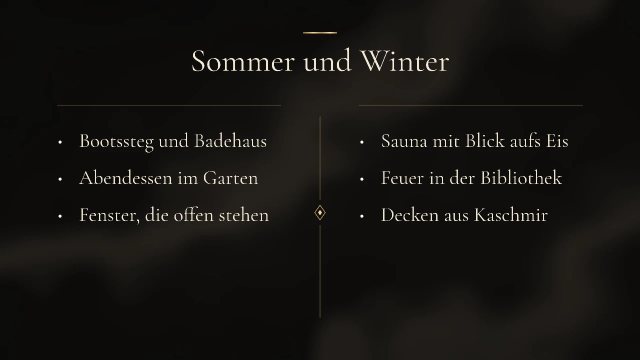 Sommer und Winter
• Bootssteg und Badehaus
• Abendessen im Garten
• Fenster, die offen stehen
• Sauna mit Blick aufs Eis
• Feuer in der Bibliothek
• Decken aus Kaschmir